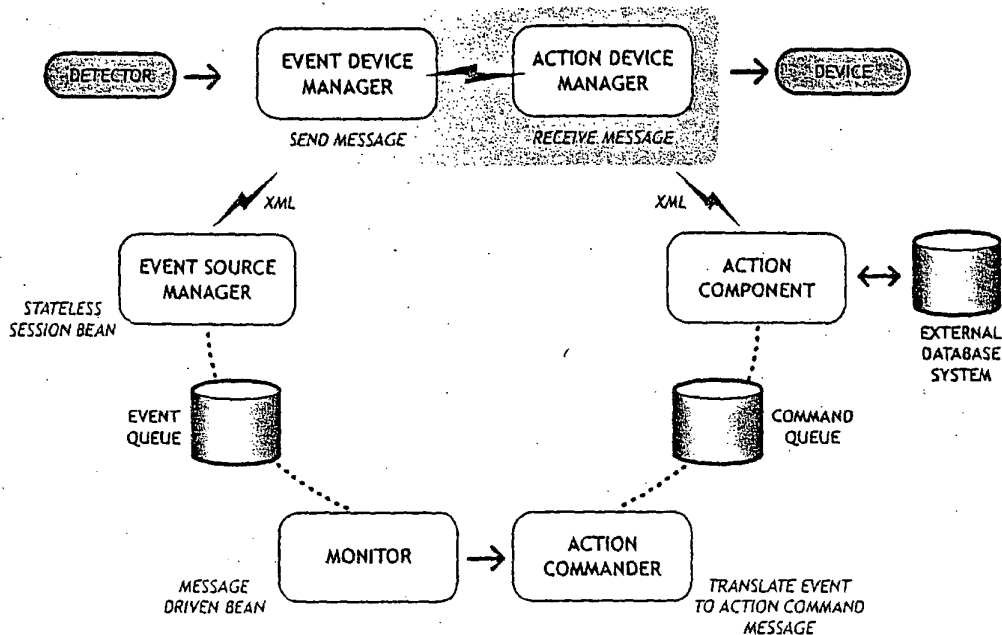 DETECTOR
EVENT DEVICE
MANAGER
ACTION DEVICE
MANAGER
DEVICE
SEND MESSAGE
RECEIVE MESSAGE
XML
XML
EVENT SOURCE
MANAGER
ACTION
COMPONENT
STATELESS
SESSION BEAN
EXTERNAL
DATABASE
SYSTEM
EVENT
QUEUE
COMMAND
QUEUE
MONITOR
ACTION
COMMANDER
MESSAGE
DRIVEN BEAN
TRANSLATE EVENT
TO ACTION COMMAND
MESSAGE